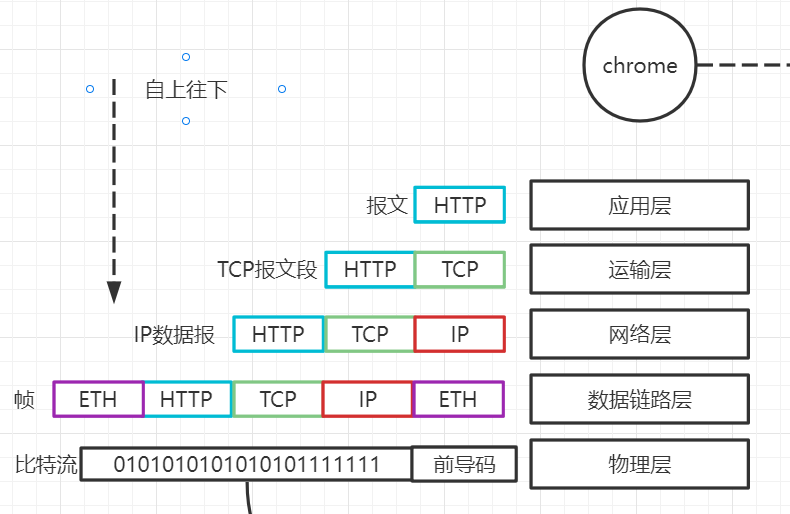 chrome
自上往下
报文 HTTP 应用层
TCP报文段 HTTP TCP 运输层
IP数据报 HTTP TCP IP 网络层
帧 ETH HTTP TCP IP ETH 数据链路层
比特流 0101010101010101111111 前导码 物理层